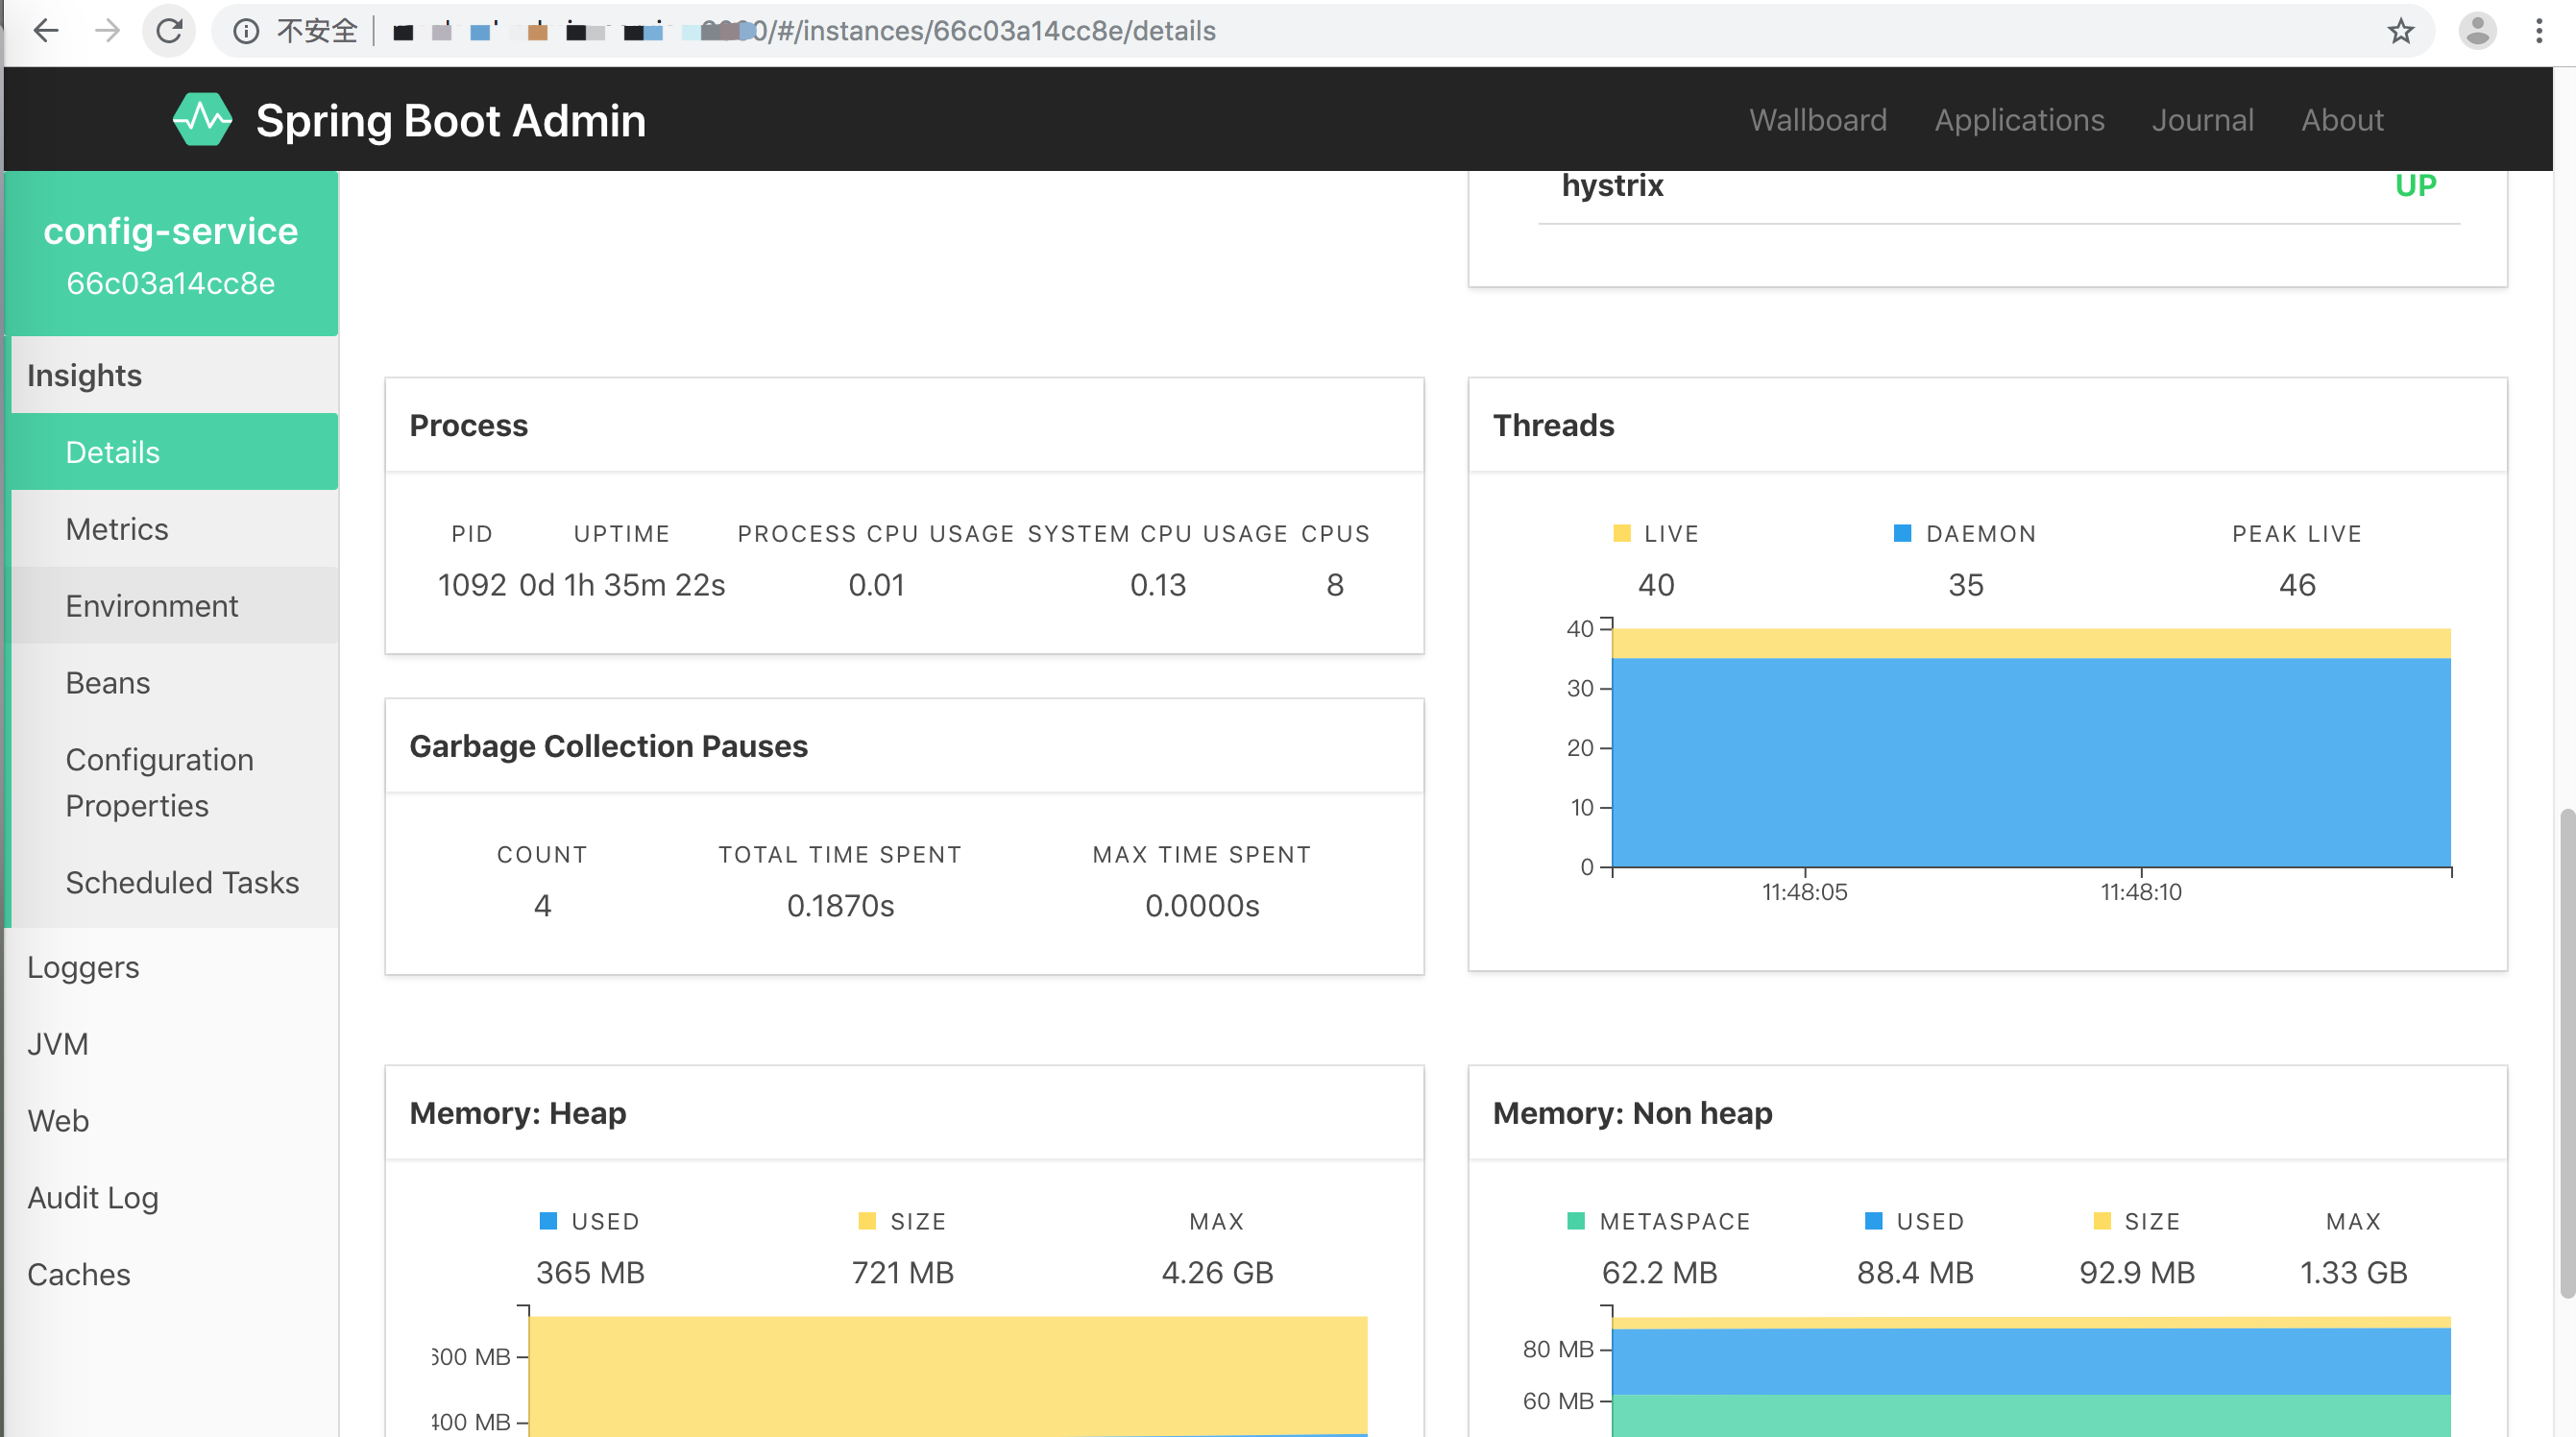 不安全
0/#/instances/66c03a14cc8e/details
Spring Boot Admin
Wallboard Applications Journal About
config-service
66c03a14cc8e
Insights
Details
Metrics
Environment
Beans
Configuration
Properties
Scheduled Tasks
Loggers
JVM
Web
Audit Log
Caches
hystrix UP
Process
PID UPTIME PROCESS CPU USAGE SYSTEM CPU USAGE CPUS
1092 0d 1h 35m 22s 0.01 0.13 8
Threads
LIVE DAEMON PEAK LIVE
40 35 46
40
30
20
10
0
11:48:05 11:48:10
Garbage Collection Pauses
COUNT TOTAL TIME SPENT MAX TIME SPENT
4 0.1870s 0.0000s
Memory: Heap
USED SIZE MAX
365 MB 721 MB 4.26 GB
600 MB
400 MB
Memory: Non heap
METASPACE USED SIZE MAX
62.2 MB 88.4 MB 92.9 MB 1.33 GB
80 MB
60 MB